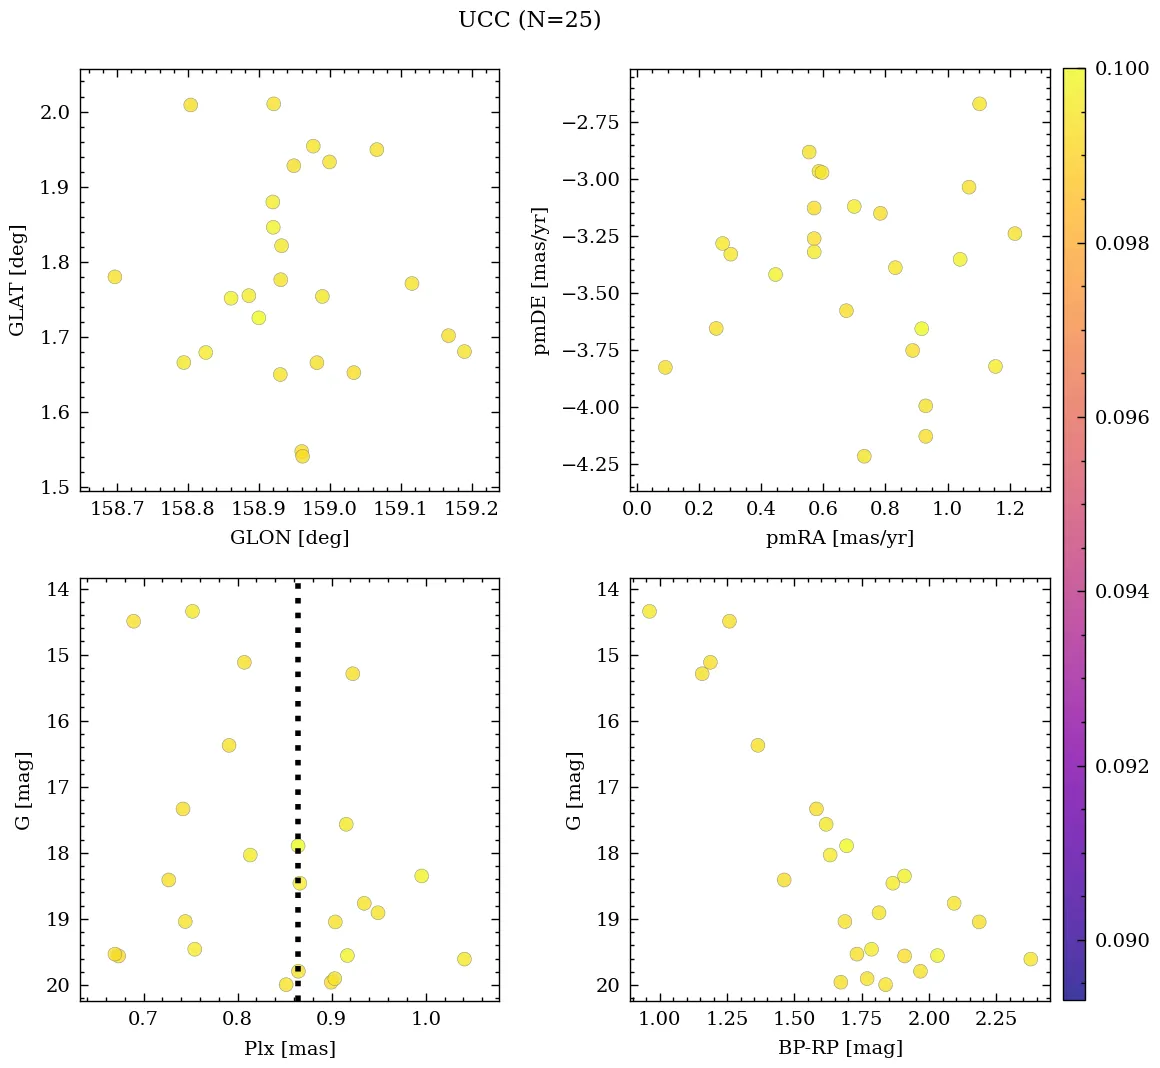 UCC (N=25)
2.0
1.9
1.8
1.7
1.6
1.5
GLAT [deg]
158.7 158.8 158.9 159.0 159.1 159.2
GLON [deg]
−2.75
−3.00
−3.25
−3.50
−3.75
−4.00
−4.25
pmDE [mas/yr]
0.0 0.2 0.4 0.6 0.8 1.0 1.2
pmRA [mas/yr]
14
15
16
17
18
19
20
G [mag]
0.7 0.8 0.9 1.0
Plx [mas]
14
15
16
17
18
19
20
G [mag]
1.00 1.25 1.50 1.75 2.00 2.25
BP-RP [mag]
0.100
0.098
0.096
0.094
0.092
0.090